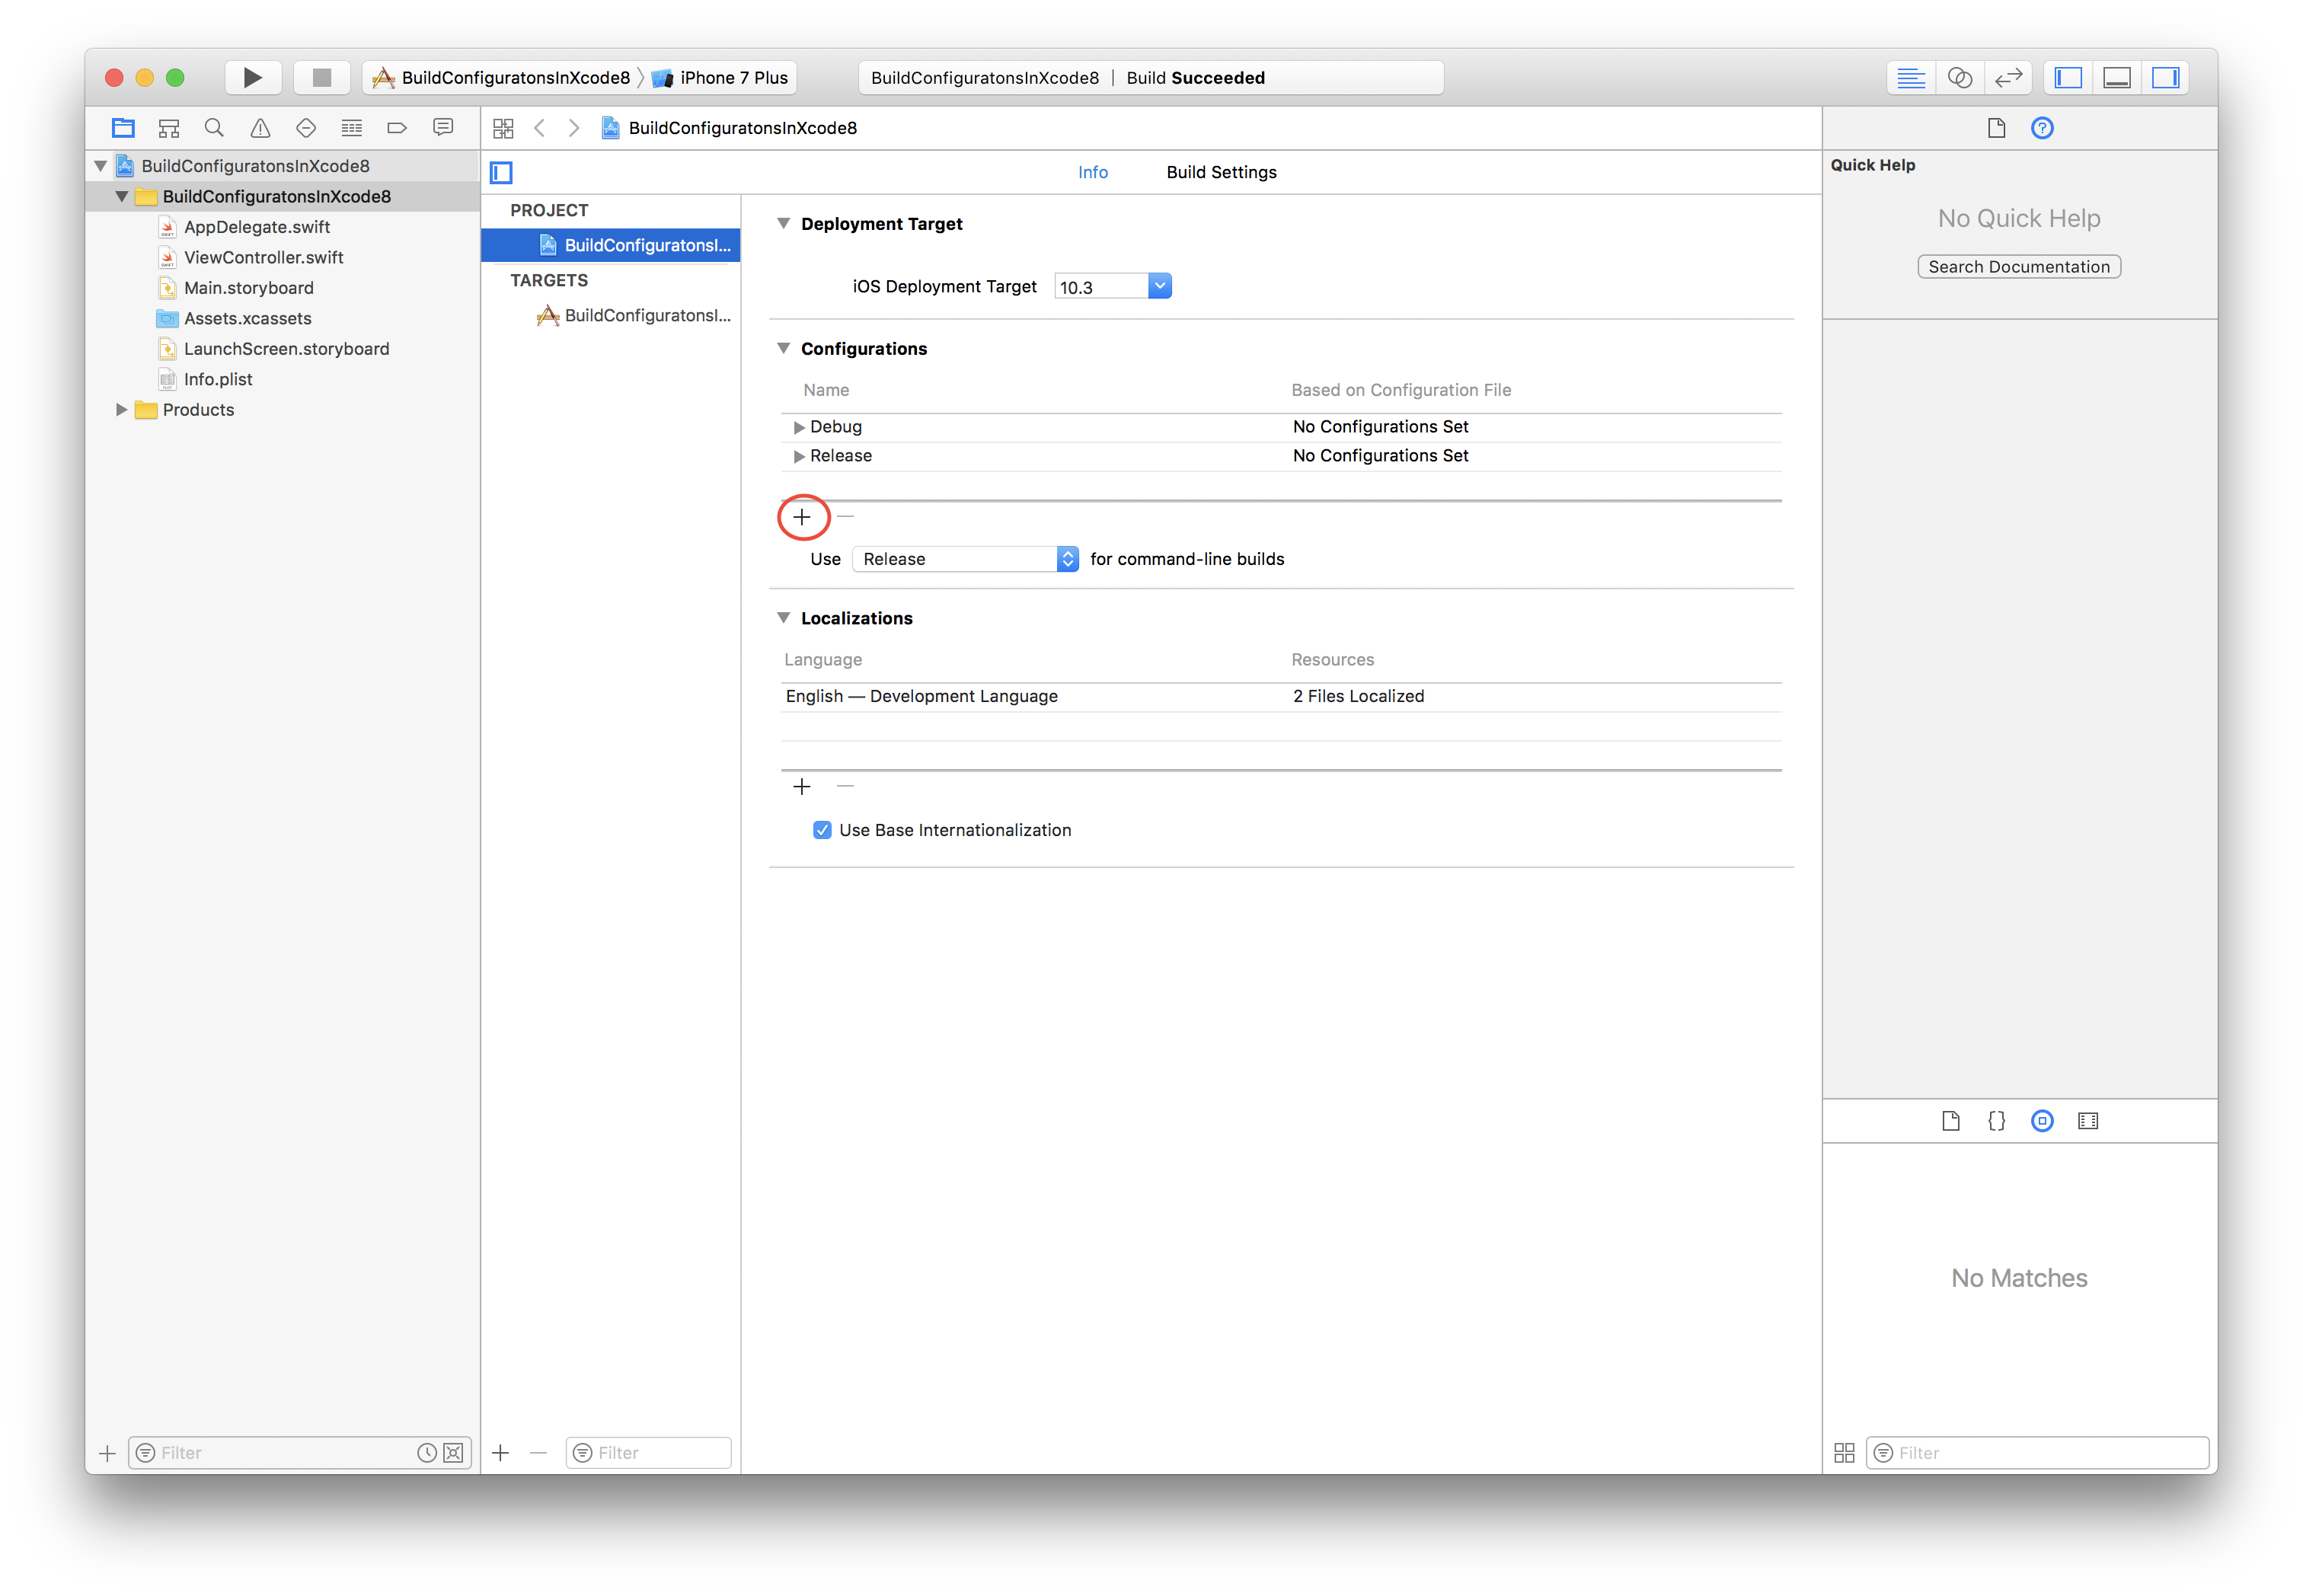 BuildConfiguratonsInXcode8 iPhone 7 Plus
BuildConfiguratonsInXcode8 | Build Succeeded
BuildConfiguratonsInXcode8
BuildConfiguratonsInXcode8
AppDelegate.swift
ViewController.swift
Main.storyboard
Assets.xcassets
LaunchScreen.storyboard
Info.plist
Products
Filter
BuildConfiguratonsInXcode8
Info Build Settings
PROJECT
BuildConfiguratonsI...
TARGETS
BuildConfiguratonsI...
Filter
Deployment Target
iOS Deployment Target 10.3
Configurations
Name Based on Configuration File
Debug No Configurations Set
Release No Configurations Set
Use Release for command-line builds
Localizations
Language Resources
English — Development Language 2 Files Localized
Use Base Internationalization
Quick Help
No Quick Help
Search Documentation
{}
No Matches
Filter